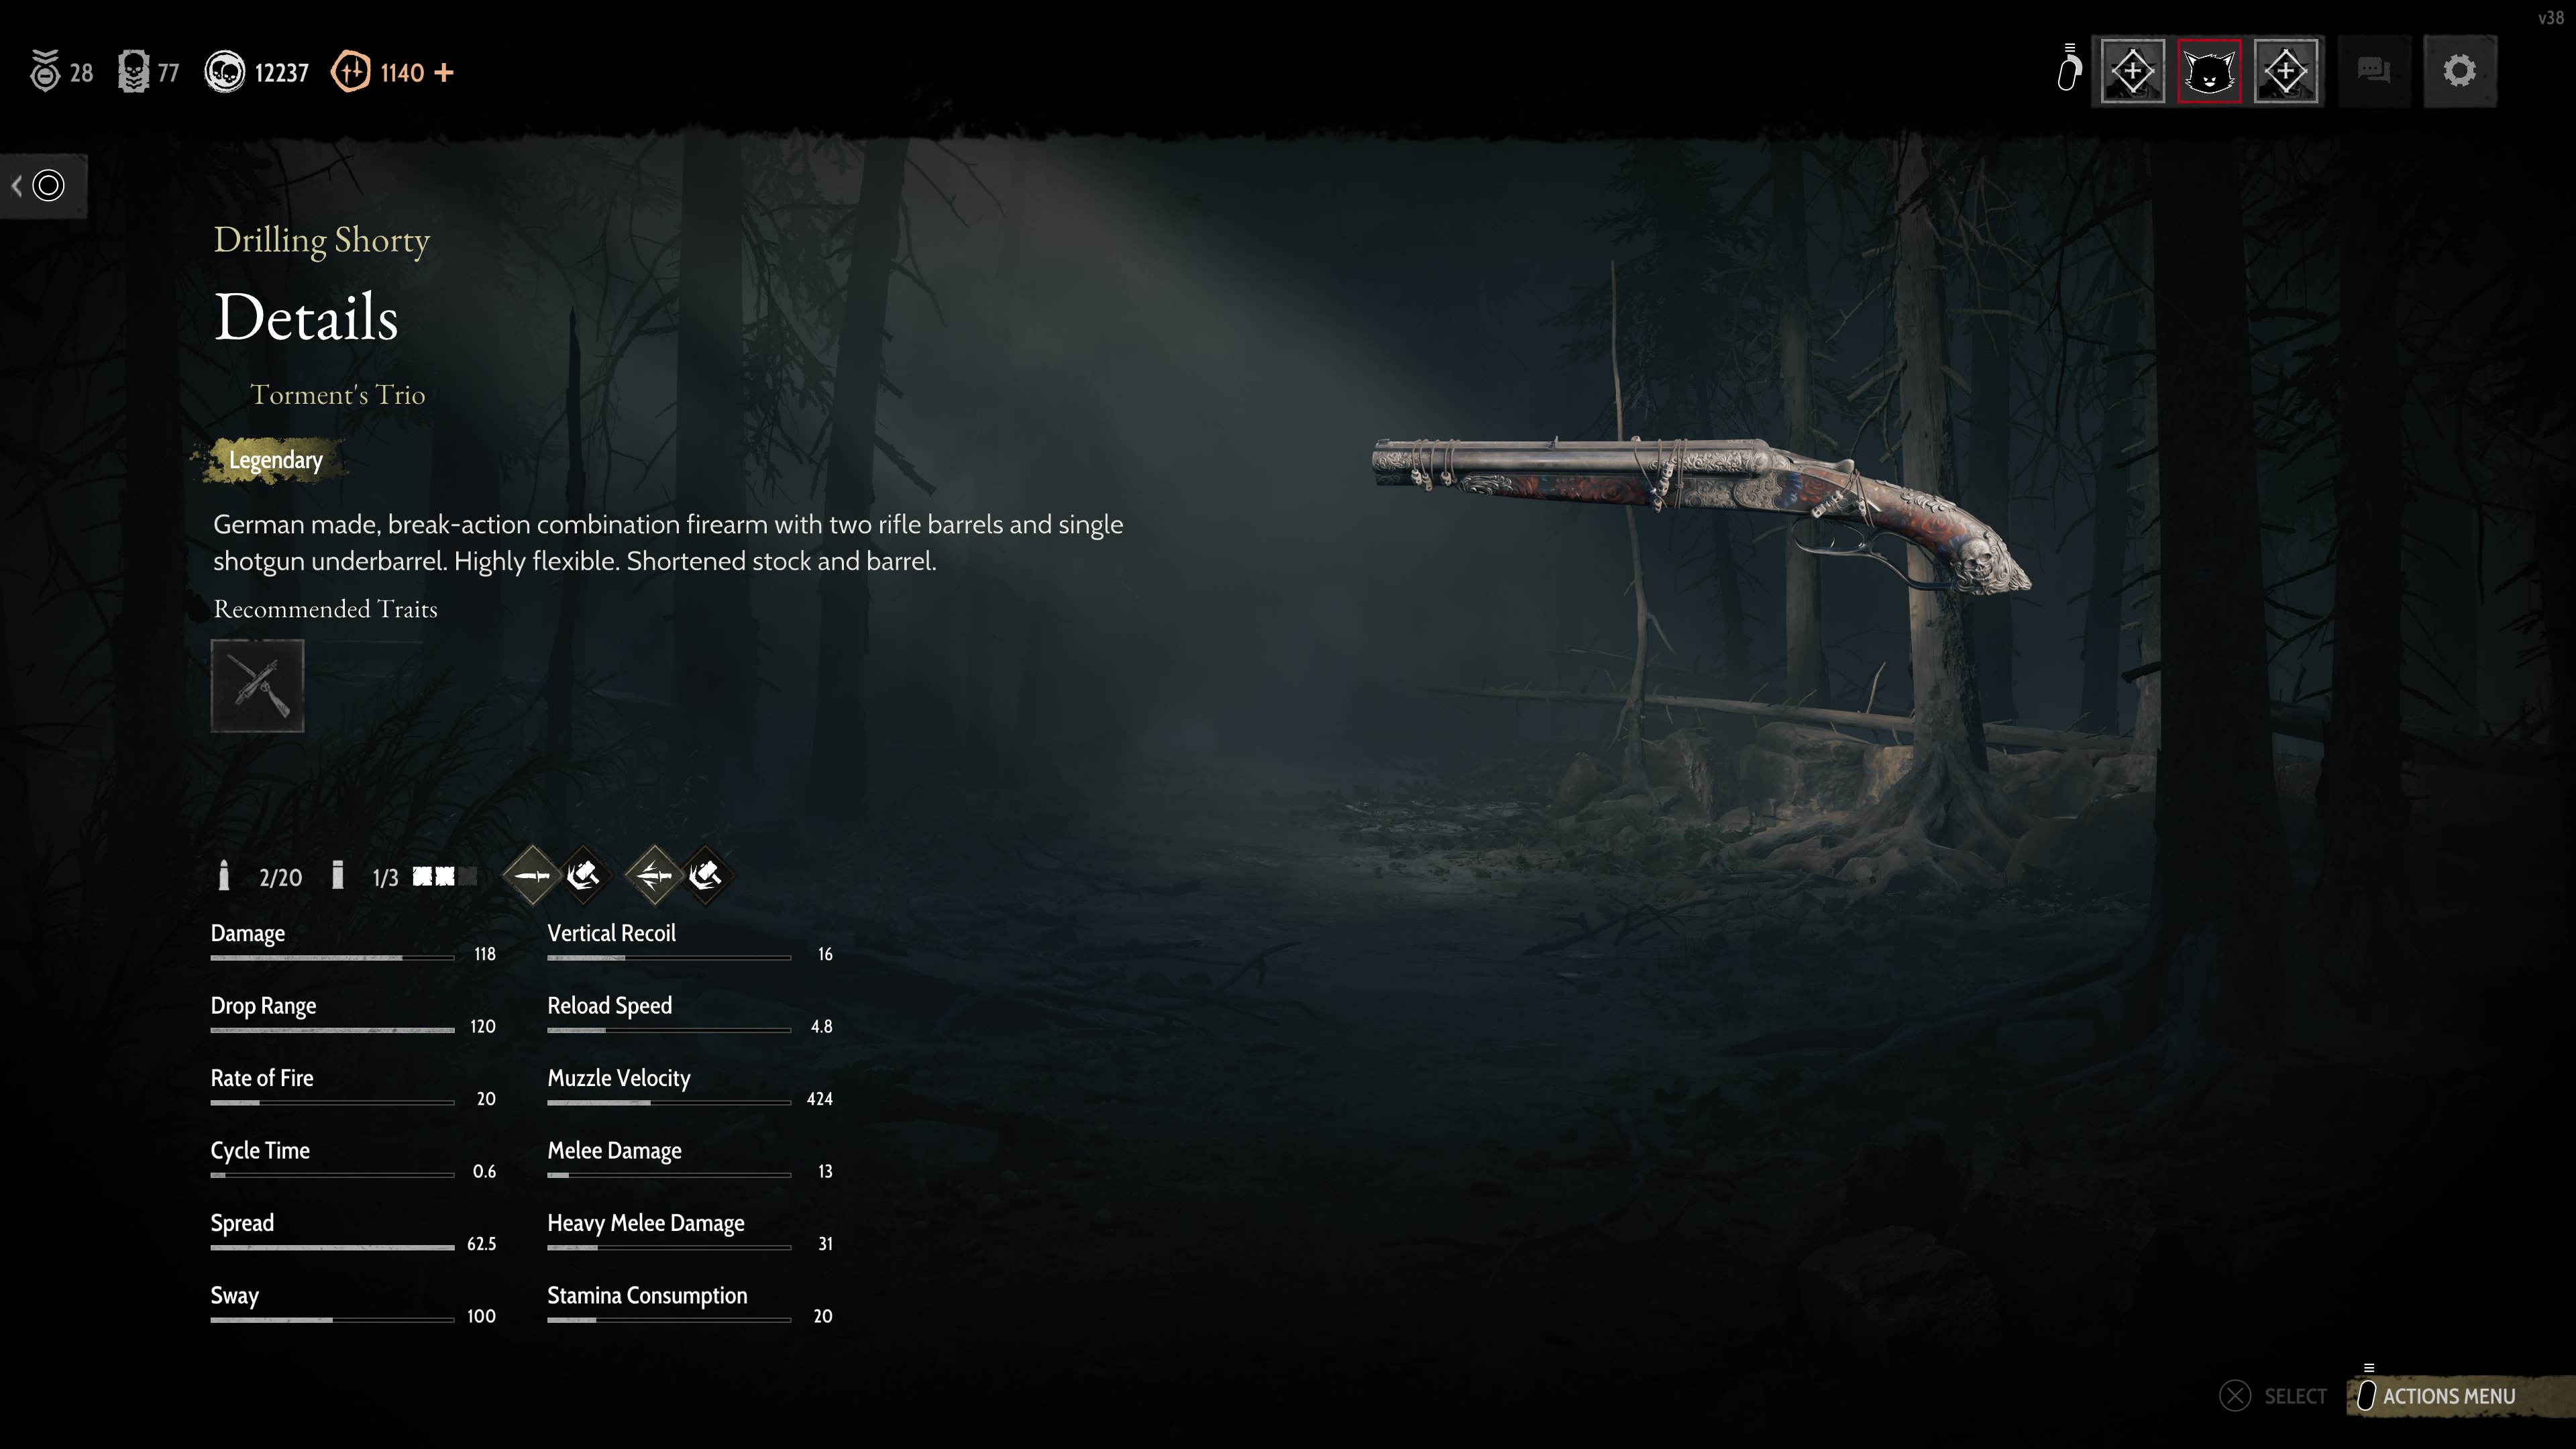 v38
28
77
12237
1140 +
Drilling Shorty
Details
Torment's Trio
Legendary
German made, break-action combination firearm with two rifle barrels and single
shotgun underbarrel. Highly flexible. Shortened stock and barrel.
Recommended Traits
2/20
1/3
Damage
118
Drop Range
120
Rate of Fire
20
Cycle Time
0.6
Spread
62.5
Sway
100
Vertical Recoil
16
Reload Speed
4.8
Muzzle Velocity
424
Melee Damage
13
Heavy Melee Damage
31
Stamina Consumption
20
SELECT
ACTIONS MENU